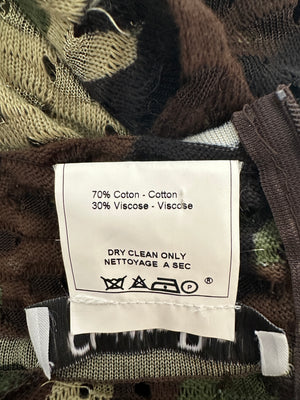 70% Coton - Cotton
30% Viscose - Viscose
DRY CLEAN ONLY
NETTOYAGE A SEC
P ®